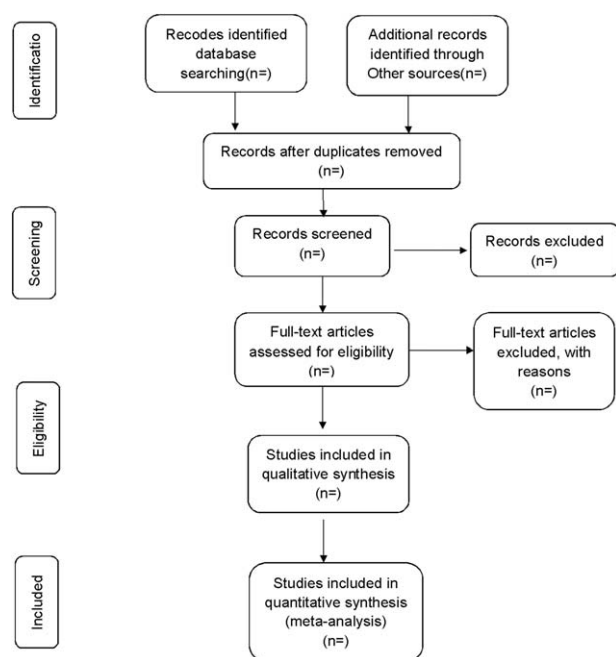 Identificatio
Recodes identified
database
searching(n=)
Additional records
identified through
Other sources(n=)
Records after duplicates removed
(n=)
Screening
Records screened
(n=)
Records excluded
(n=)
Full-text articles
assessed for eligibility
(n=)
Full-text articles
excluded, with
reasons
(n=)
Eligibility
Studies included in
qualitative synthesis
(n=)
Included
Studies included in
quantitative synthesis
(meta-analysis)
(n=)